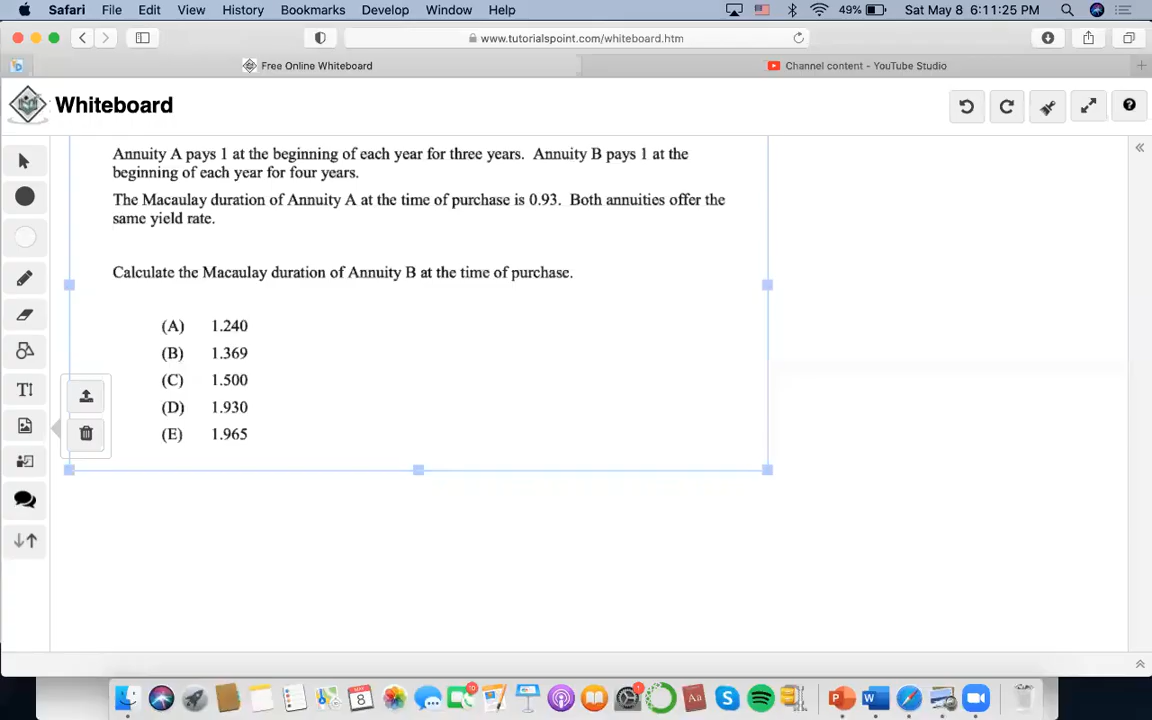 Safari File Edit View History Bookmarks Develop Window Help 49% Sat May 8 6:11:25 PM
www.tutorialspoint.com/whiteboard.htm
Free Online Whiteboard Channel content - YouTube Studio
Whiteboard
Annuity A pays 1 at the beginning of each year for three years. Annuity B pays 1 at the
beginning of each year for four years.
The Macaulay duration of Annuity A at the time of purchase is 0.93. Both annuities offer the
same yield rate.
Calculate the Macaulay duration of Annuity B at the time of purchase.
(A) 1.240
(B) 1.369
(C) 1.500
(D) 1.930
(E) 1.965